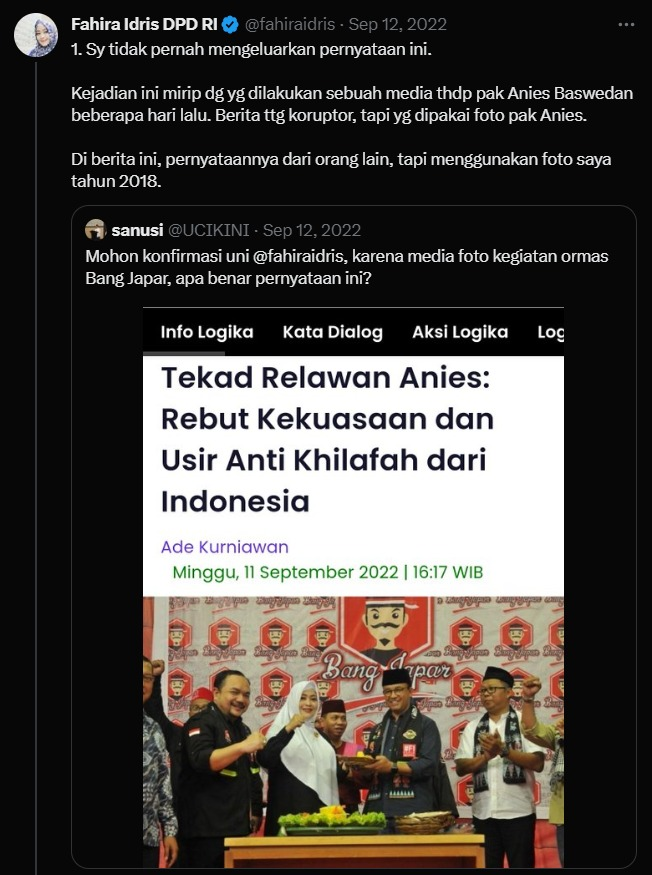 Fahira Idris DPD RI @fahiraidris · Sep 12, 2022
1. Sy tidak pernah mengeluarkan pernyataan ini.
Kejadian ini mirip dg yg dilakukan sebuah media thdp pak Anies Baswedan
beberapa hari lalu. Berita ttg koruptor, tapi yg dipakai foto pak Anies.
Di berita ini, pernyataannya dari orang lain, tapi menggunakan foto saya
tahun 2018.
sanusi @UCIKINI · Sep 12, 2022
Mohon konfirmasi uni @fahiraidris, karena media foto kegiatan ormas
Bang Japar, apa benar pernyataan ini?
Info Logika Kata Dialog Aksi Logika Log
Tekad Relawan Anies:
Rebut Kekuasaan dan
Usir Anti Khilafah dari
Indonesia
Ade Kurniawan
Minggu, 11 September 2022 | 16:17 WIB
Bang Japar